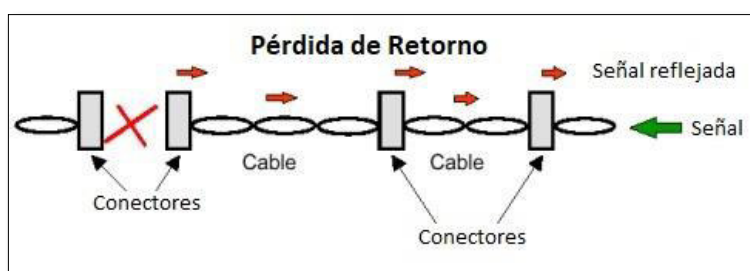 Pérdida de Retorno
Señal reflejada
Señal
Cable
Cable
Conectores
Conectores